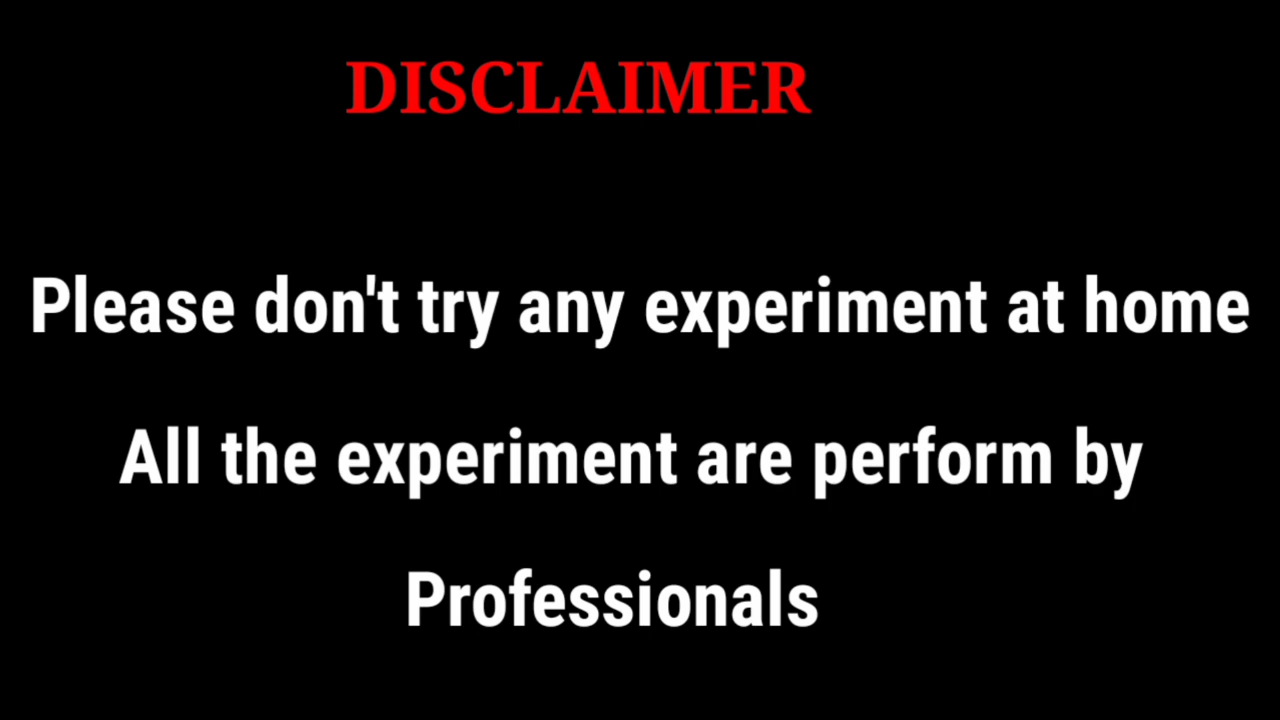 DISCLAIMER
Please don't try any experiment at home
All the experiment are perform by
Professionals